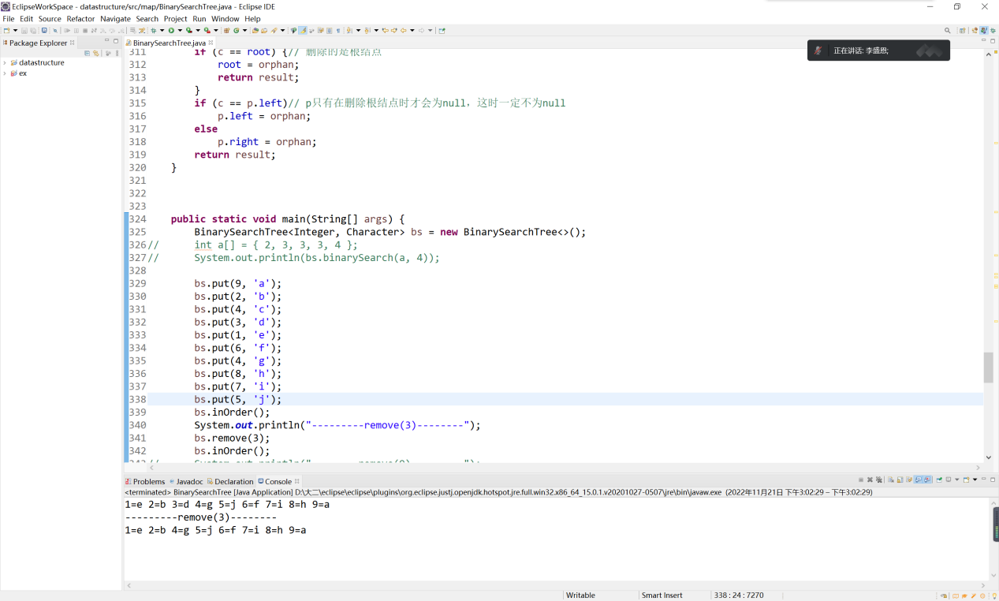 EclipseWorkSpace - datastructure/src/map/BinarySearchTree.java - Eclipse IDE
File Edit Source Refactor Navigate Search Project Run Window Help
Package Explorer
BinarySearchTree.java
datastructure
ex
正在讲话: 李盛恩;
311 if (c == root) {// 删除的是根结点
312 root = orphan;
313 return result;
314 }
315 if (c == p.left)// p只有在删除根结点时才会为null，这时一定不为null
316 p.left = orphan;
317 else
318 p.right = orphan;
319 return result;
320 }
321
322
323
324 public static void main(String[] args) {
325 BinarySearchTree<Integer, Character> bs = new BinarySearchTree<>();
326 // int a[] = { 2, 3, 3, 3, 4 };
327 // System.out.println(bs.binarySearch(a, 4));
328
329 bs.put(9, 'a');
330 bs.put(2, 'b');
331 bs.put(4, 'c');
332 bs.put(3, 'd');
333 bs.put(1, 'e');
334 bs.put(6, 'f');
335 bs.put(4, 'g');
336 bs.put(8, 'h');
337 bs.put(7, 'i');
338 bs.put(5, 'j');
339 bs.inOrder();
340 System.out.println("---------remove(3)--------");
341 bs.remove(3);
342 bs.inOrder();
Problems Javadoc Declaration Console
<terminated> BinarySearchTree [Java Application] D:\大二\eclipse\eclipse\plugins\org.eclipse.justj.openjdk.hotspot.jre.full.win32.x86_64_15.0.1.v20201027-0507\jre\bin\javaw.exe (2022年11月21日 下午3:02:29 – 下午3:02:29)
1=e 2=b 3=d 4=g 5=j 6=f 7=i 8=h 9=a
---------remove(3)--------
1=e 2=b 4=g 5=j 6=f 7=i 8=h 9=a
Writable Smart Insert 338 : 24 : 7270